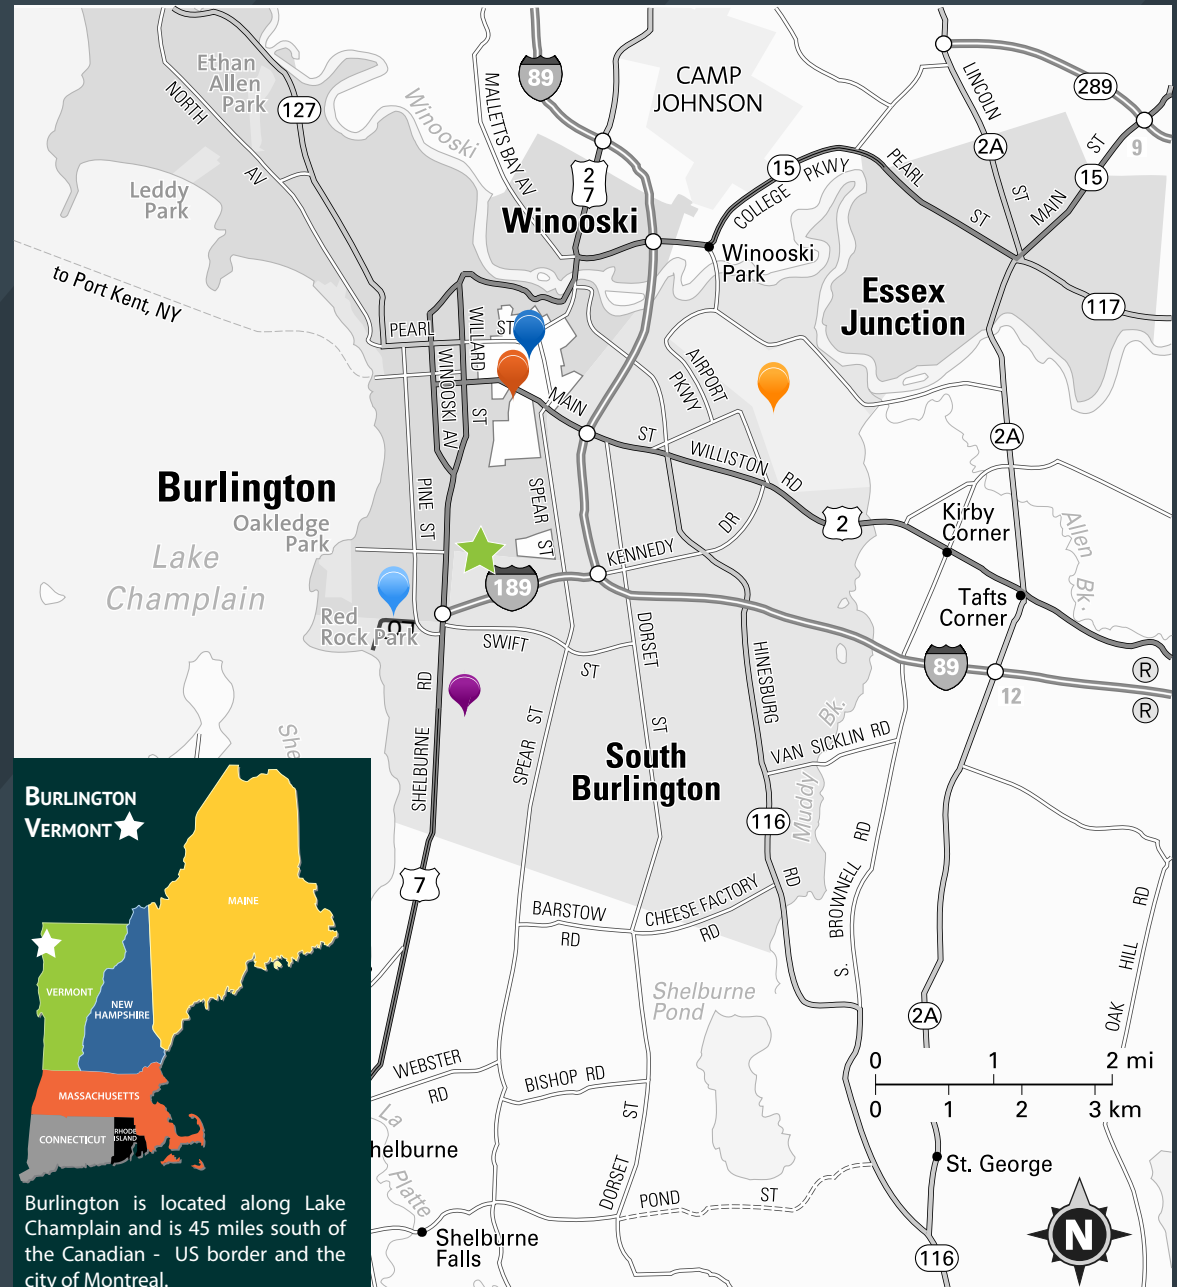 Ethan
Allen
Park
127
NORTH
AV
Winooski
MALLETTS BAY AV
89
CAMP
JOHNSON
LINCOLN
ST
289
9
2A
15
MAIN
ST
15
COLLEGE
PKWY
PEARL
ST
2
7
Winooski
Winooski
Park
Leddy
Park
to Port Kent, NY
Essex
Junction
117
PEARL
ST
WILLARD
ST
WINOOSKI AV
MAIN
ST
AIRPORT
PKWY
WILLISTON
RD
2A
Burlington
Oakledge
Park
Lake
Champlain
PINE ST
SPEAR
ST
KENNEDY
DR
2
Kirby
Corner
Allen
Bk.
Tafts
Corner
189
Red
Rock Park
SWIFT
ST
DORSET
ST
HINESBURG
RD
89
12
R
R
SHELBURNE
RD
SPEAR ST
South
Burlington
Muddy
Bk.
VAN SICKLIN RD
116
She
7
BARSTOW
RD
CHEESE FACTORY
RD
S. BROWNELL RD
OAK HILL RD
Shelburne
Pond
2A
0 1 2 mi
0 1 2 3 km
WEBSTER
RD
BISHOP RD
DORSET
ST
La
Platte
helburne
POND
ST
Shelburne
Falls
St. George
116
N
BURLINGTON
VERMONT
MAINE
VERMONT
NEW
HAMPSHIRE
MASSACHUSETTS
CONNECTICUT
RHODE
ISLAND
Burlington is located along Lake
Champlain and is 45 miles south of
the Canadian - US border and the
city of Montreal.